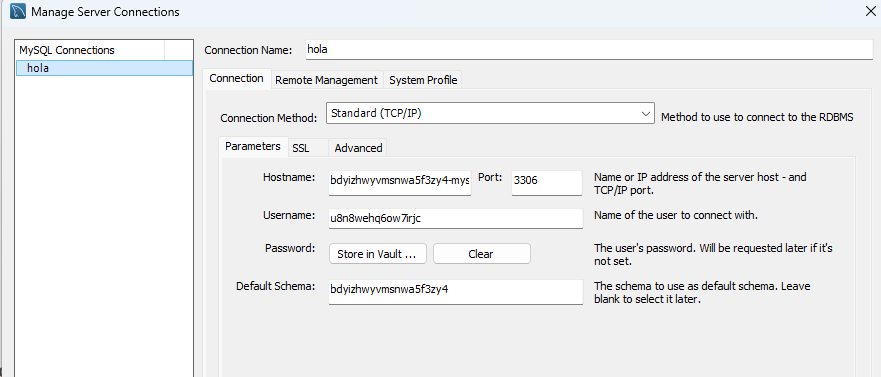 Manage Server Connections
MySQL Connections
hola
Connection Name: hola
Connection Remote Management System Profile
Connection Method: Standard (TCP/IP) Method to use to connect to the RDBMS
Parameters SSL Advanced
Hostname: bdyizhwyvmsnwa5f3zy4-mys Port: 3306 Name or IP address of the server host - and
TCP/IP port.
Username: u8n8wehq6ow7irjc Name of the user to connect with.
Password: Store in Vault ... Clear The user's password. Will be requested later if it's
not set.
Default Schema: bdyizhwyvmsnwa5f3zy4 The schema to use as default schema. Leave
blank to select it later.